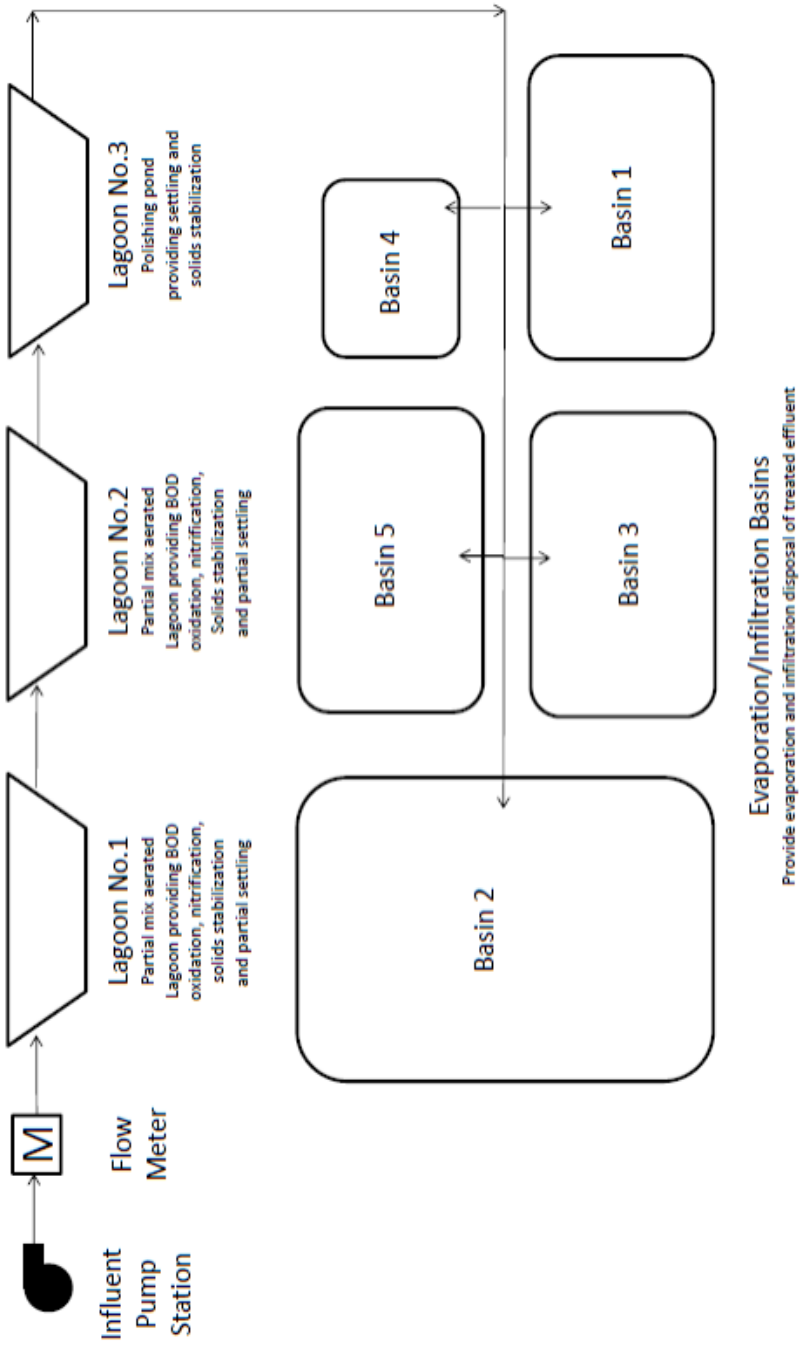 M
Influent
Pump
Station
Flow
Meter
Lagoon No.1
Partial mix aerated
Lagoon providing BOD
oxidation, nitrification,
solids stabilization
and partial settling
Lagoon No.2
Partial mix aerated
Lagoon providing BOD
oxidation, nitrification,
Solids stabilization
and partial settling
Lagoon No.3
Polishing pond
providing settling and
solids stabilization
Basin 2
Basin 5
Basin 4
Basin 3
Basin 1
Evaporation/Infiltration Basins
Provide evaporation and infiltration disposal of treated effluent